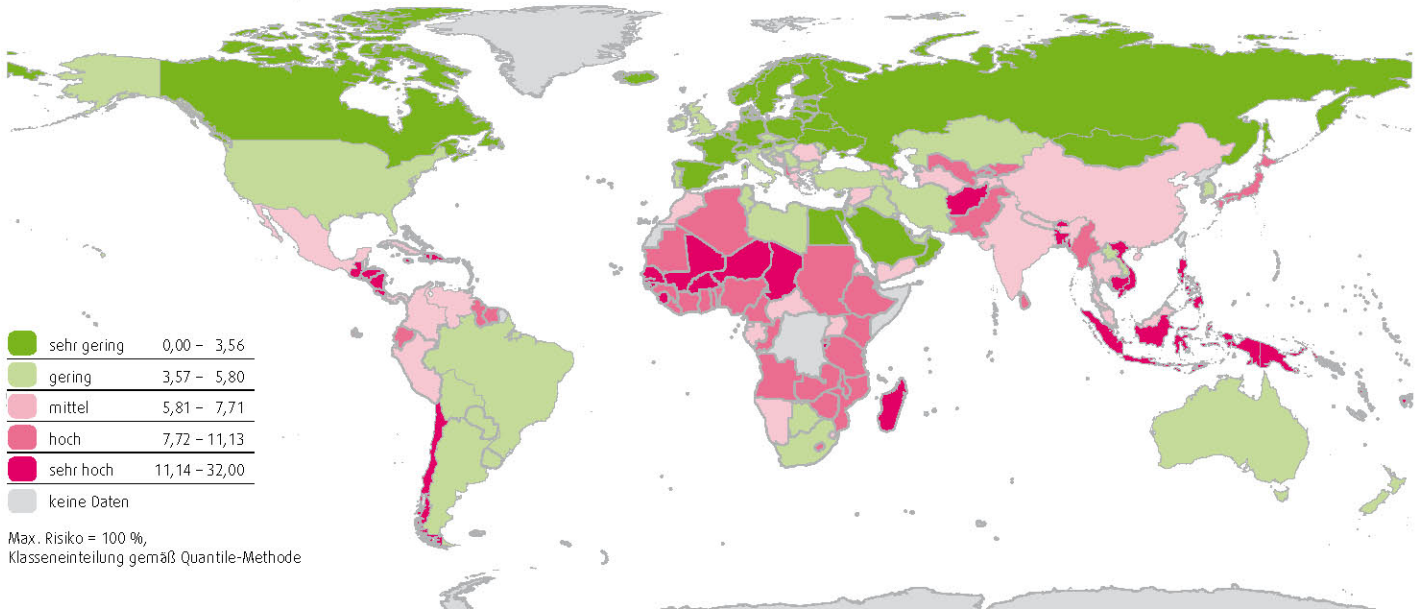 sehr gering 0,00 – 3,56
gering 3,57 – 5,80
mittel 5,81 – 7,71
hoch 7,72 – 11,13
sehr hoch 11,14 – 32,00
keine Daten
Max. Risiko = 100 %,
Klasseneinteilung gemäß Quantile-Methode